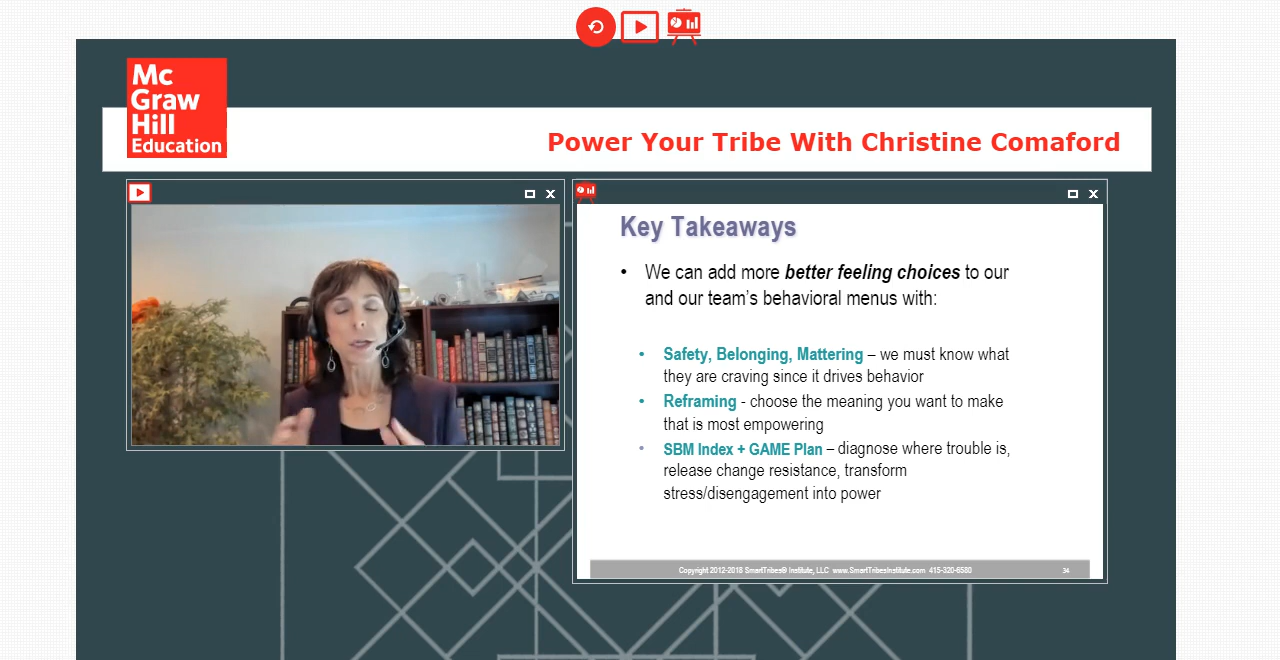 Mc
Graw
Hill
Education
Power Your Tribe With Christine Comaford
Key Takeaways
• We can add more better feeling choices to our
and our team's behavioral menus with:
• Safety, Belonging, Mattering – we must know what
they are craving since it drives behavior
• Reframing - choose the meaning you want to make
that is most empowering
• SBM Index + GAME Plan – diagnose where trouble is,
release change resistance, transform
stress/disengagement into power
Copyright 2012-2018 SmartTribes® Institute, LLC www.SmartTribesInstitute.com 415-320-6580 34